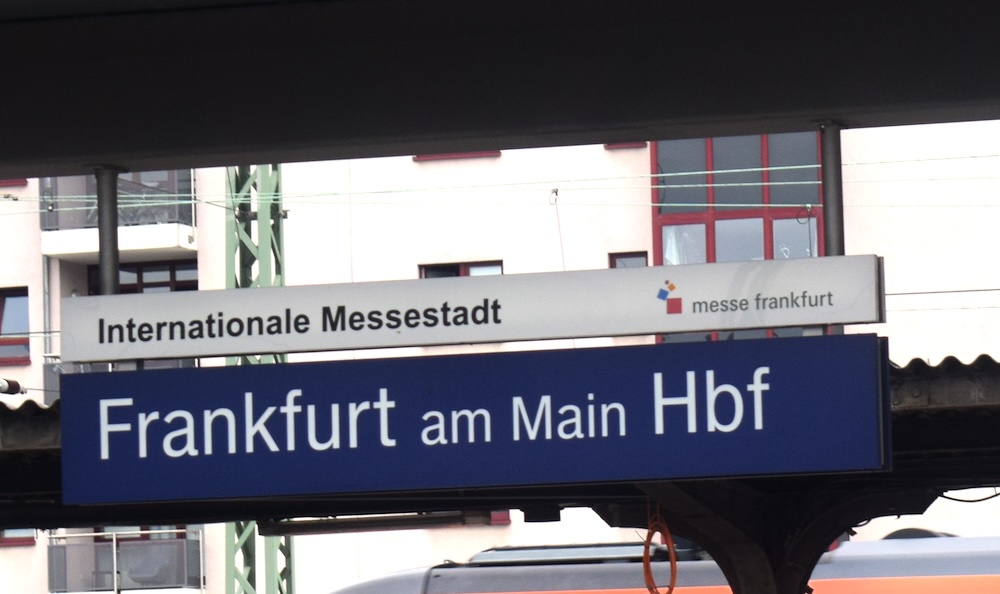 Internationale Messestadt
messe frankfurt
Frankfurt am Main Hbf